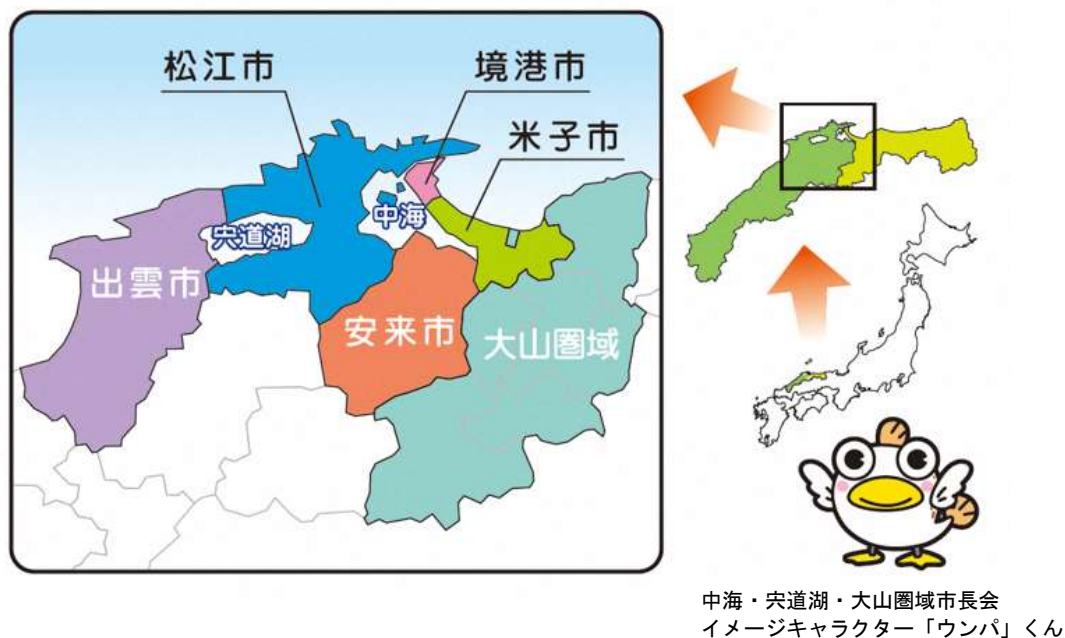 松江市
境港市
米子市
中海
宍道湖
出雲市
安来市
大山圏域
中海・宍道湖・大山圏域市長会
イメージキャラクター「ウンパ」くん